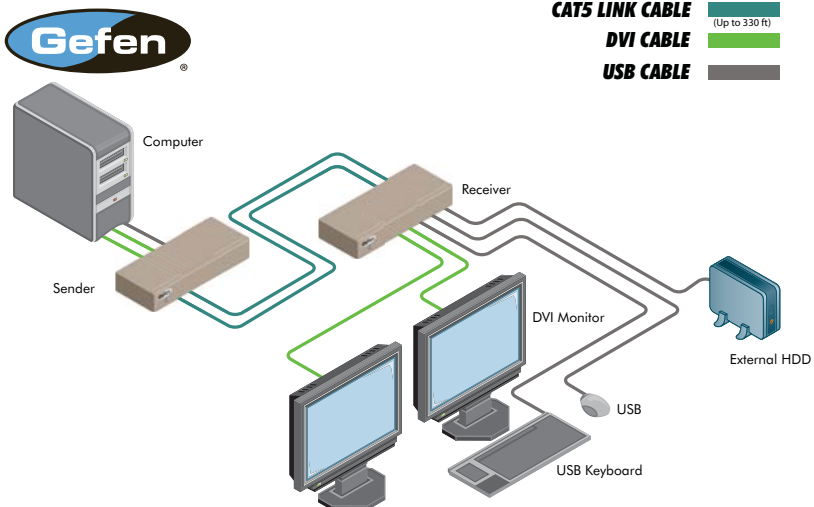 Gefen
®
CAT5 LINK CABLE
(Up to 330 ft)
DVI CABLE
USB CABLE
Computer
Receiver
Sender
DVI Monitor
External HDD
USB
USB Keyboard